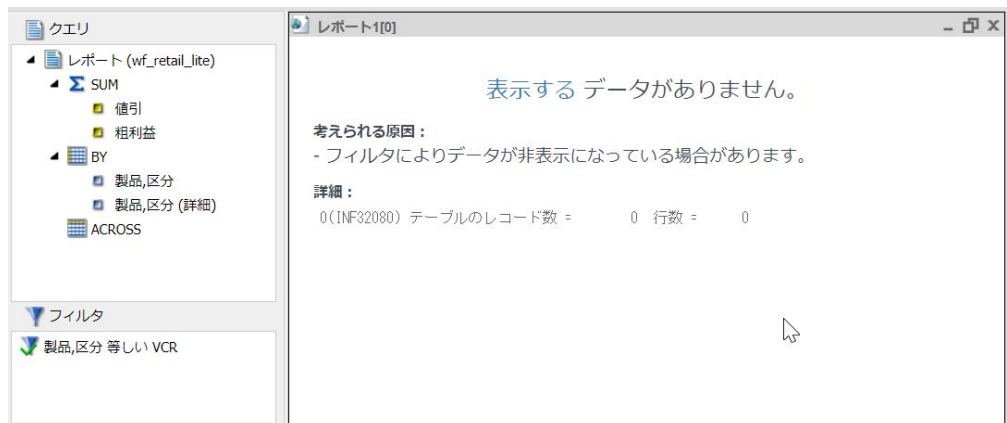 クエリ
レポート (wf_retail_lite)
SUM
値引
粗利益
BY
製品,区分
製品,区分 (詳細)
ACROSS
フィルタ
製品,区分 等しい VCR
レポート1[0]
表示する データがありません。
考えられる原因：
- フィルタによりデータが非表示になっている場合があります。
詳細：
0(INF32080) テーブルのレコード数 = 0 行数 = 0